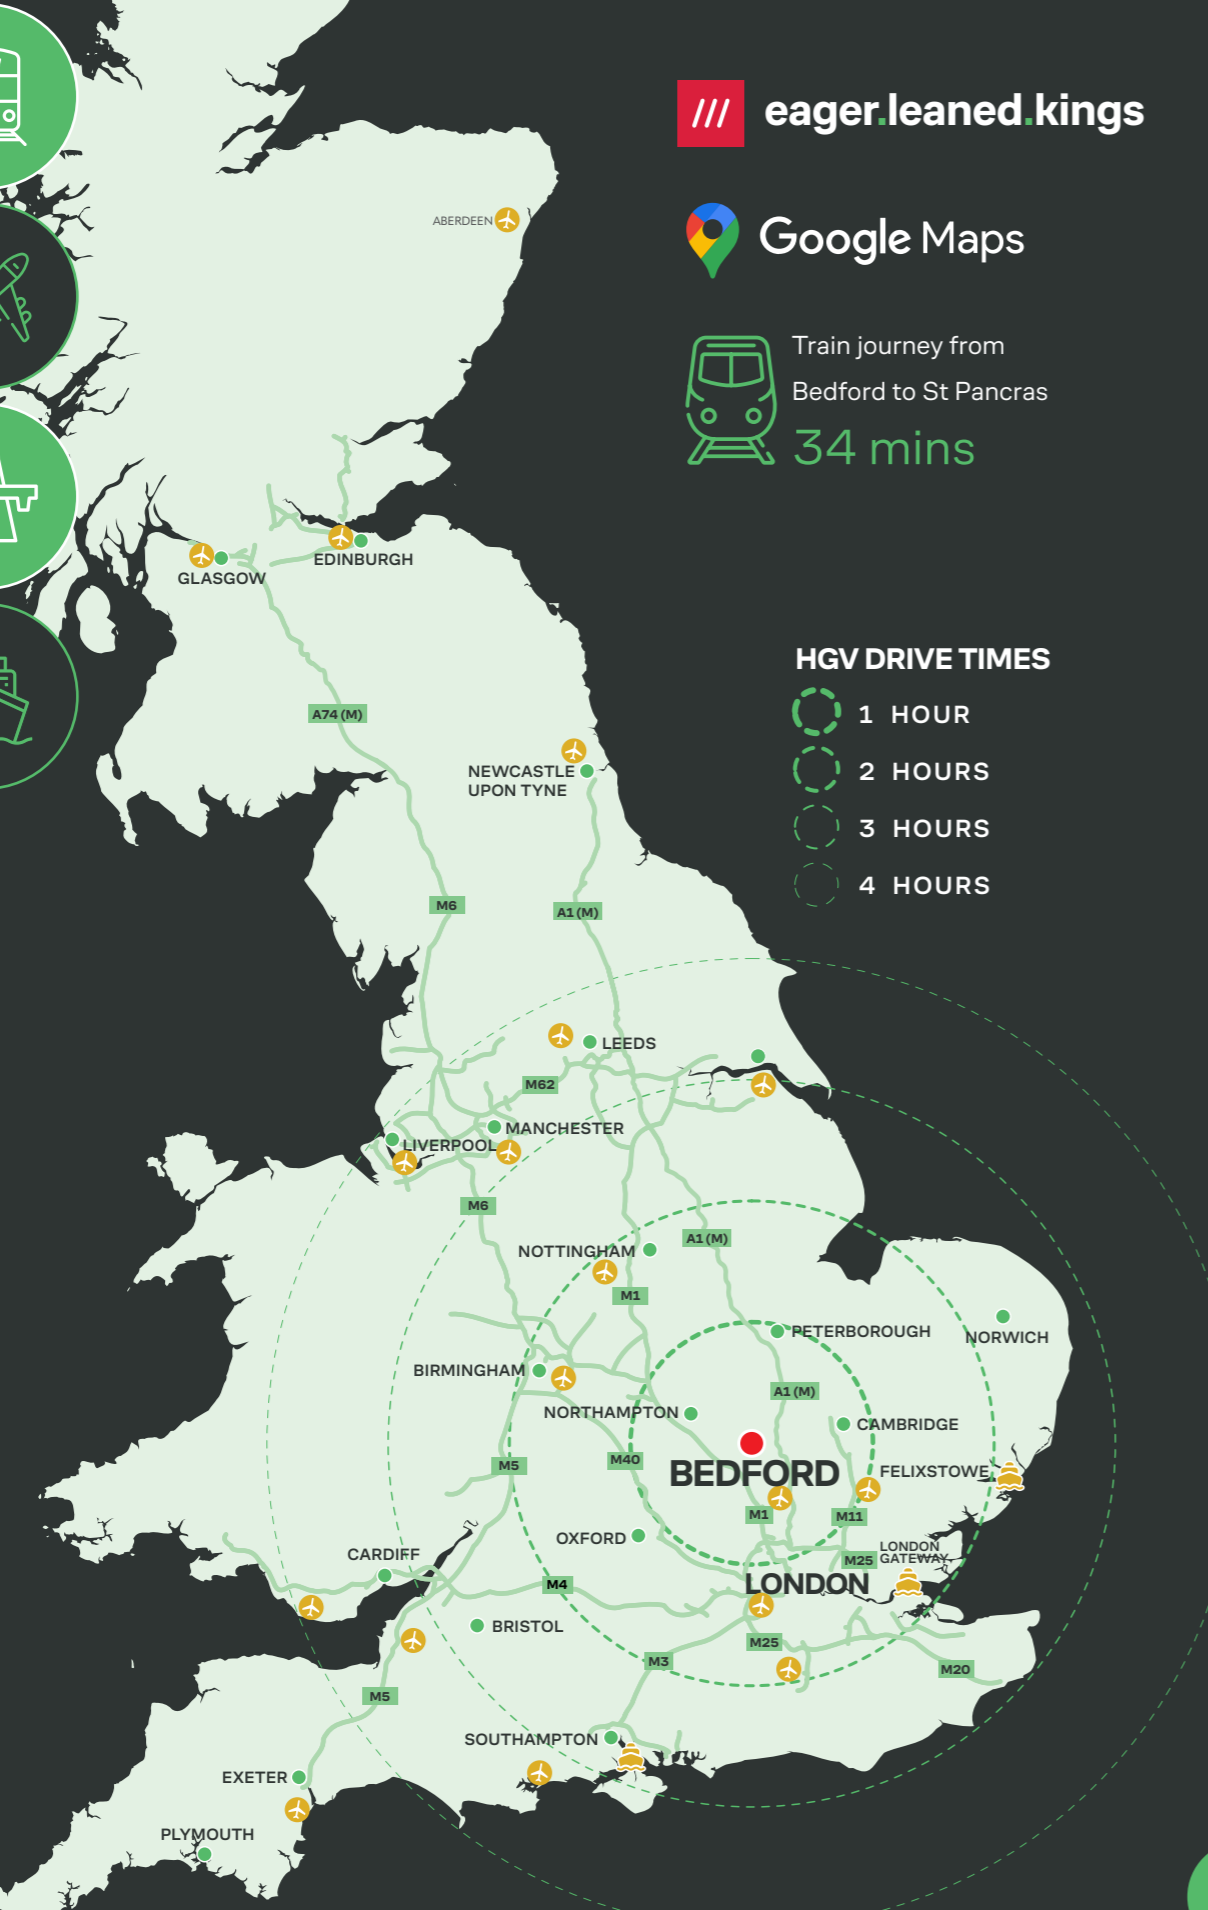 /// eager.leaned.kings
Google Maps
Train journey from
Bedford to St Pancras
34 mins
HGV DRIVE TIMES
1 HOUR
2 HOURS
3 HOURS
4 HOURS
ABERDEEN
EDINBURGH
GLASGOW
A74 (M)
NEWCASTLE
UPON TYNE
M6
A1 (M)
LEEDS
M62
MANCHESTER
LIVERPOOL
M6
A1 (M)
NOTTINGHAM
M1
PETERBOROUGH
NORWICH
BIRMINGHAM
A1 (M)
NORTHAMPTON
CAMBRIDGE
M5
M40
BEDFORD
FELIXSTOWE
M1
M11
OXFORD
LONDON
GATEWAY
M25
CARDIFF
M4
LONDON
BRISTOL
M25
M3
M20
M5
SOUTHAMPTON
EXETER
PLYMOUTH